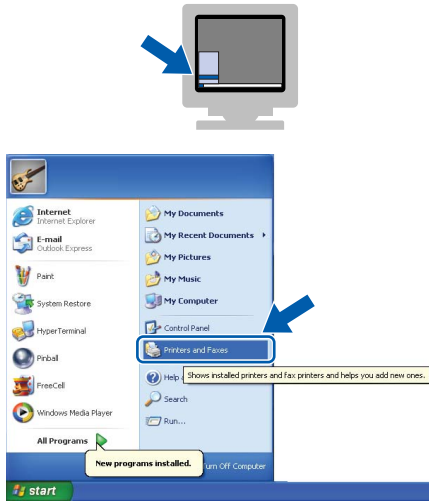 Internet
Internet Explorer
E-mail
Outlook Express
Paint
System Restore
HyperTerminal
Pinball
FreeCell
Windows Media Player
All Programs
My Documents
My Recent Documents
My Pictures
My Music
My Computer
Control Panel
Printers and Faxes
Help
Shows installed printers and fax printers and helps you add new ones.
Search
Run...
New programs installed.
Turn Off Computer
start